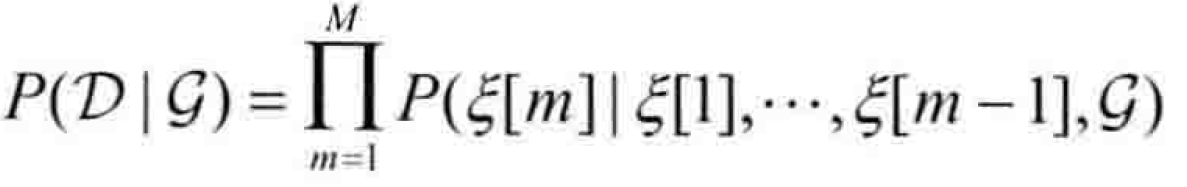 P(𝒟 | 𝒢) = ∏_{m=1}^{M} P(ξ[m] | ξ[1], ⋯, ξ[m − 1], 𝒢)